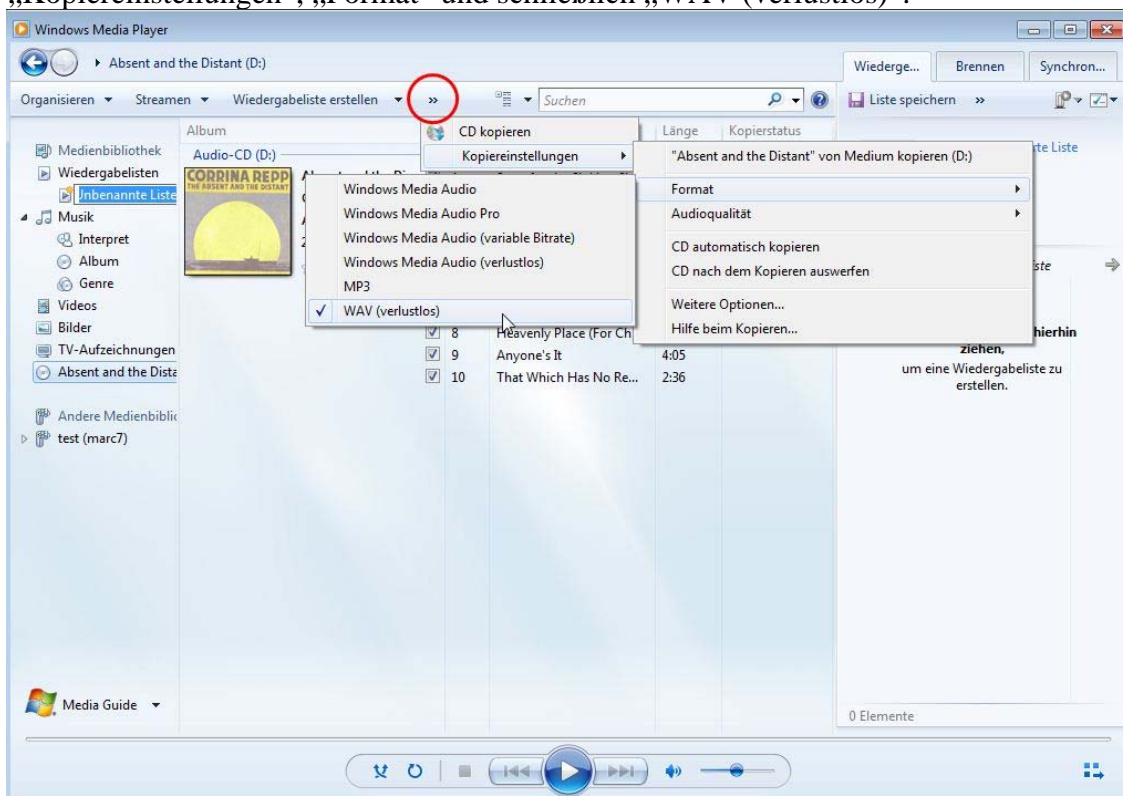 „Kopiereinstellungen“, „Format“ und schließlich „WAV (verlustlos)“.
Windows Media Player
Absent and the Distant (D:)
Wiederge... Brennen Synchron...
Organisieren Streamen Wiedergabeliste erstellen » Suchen Liste speichern »
Album Länge Kopierstatus
CD kopieren
Kopiereinstellungen
Medienbibliothek
Wiedergabelisten
Unbenannte Liste
Musik
Interpret
Album
Genre
Videos
Bilder
TV-Aufzeichnungen
Absent and the Dista
Andere Medienbiblic
test (marc7)
Audio-CD (D:)
CORRINA REPP
THE ABSENT AND THE DISTANT
"Absent and the Distant" von Medium kopieren (D:)
Format
Audioqualität
CD automatisch kopieren
CD nach dem Kopieren auswerfen
Weitere Optionen...
Hilfe beim Kopieren...
Windows Media Audio
Windows Media Audio Pro
Windows Media Audio (variable Bitrate)
Windows Media Audio (verlustlos)
MP3
WAV (verlustlos)
8 Heavenly Place (For Ch
9 Anyone's It 4:05
10 That Which Has No Re... 2:36
rte Liste
iste
hierhin
ziehen,
um eine Wiedergabeliste zu
erstellen.
Media Guide
0 Elemente